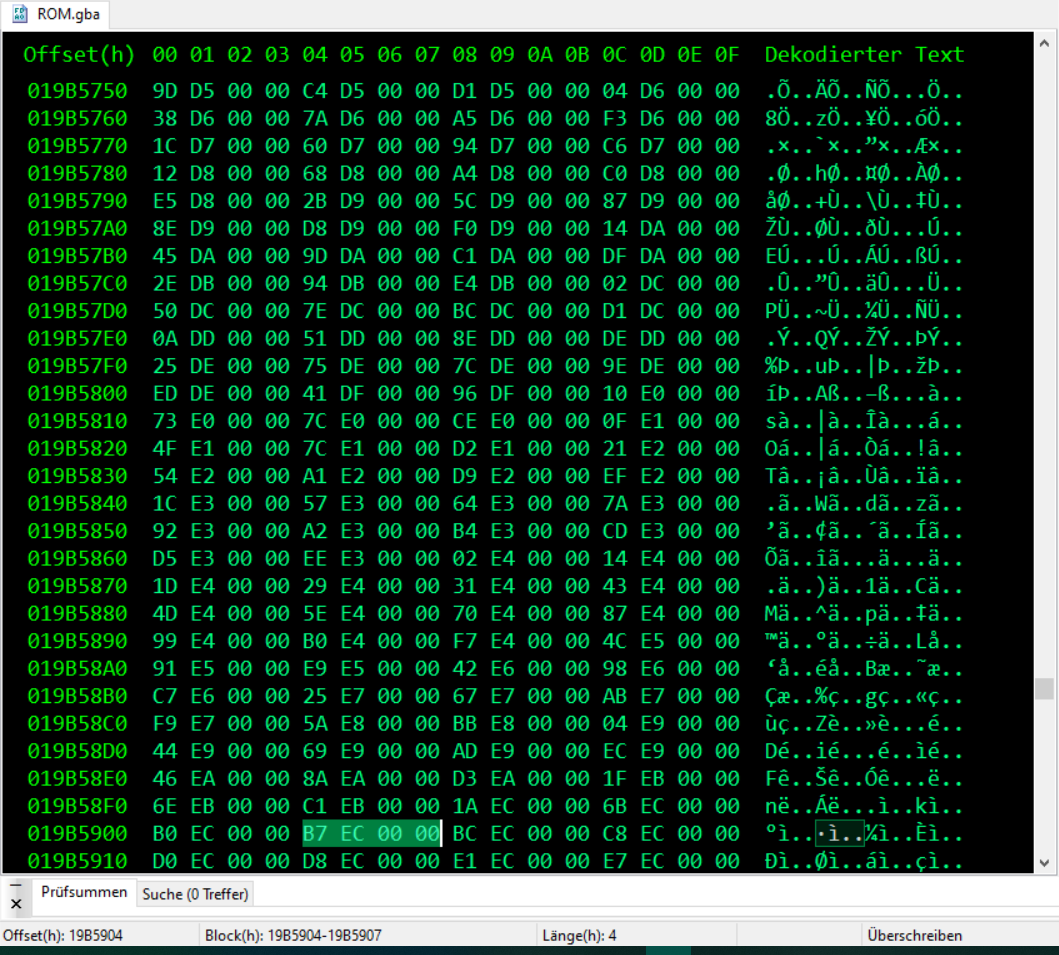 ROM.gba
Offset(h) 00 01 02 03 04 05 06 07 08 09 0A 0B 0C 0D 0E 0F Dekodierter Text
019B5750 9D D5 00 00 C4 D5 00 00 D1 D5 00 00 04 D6 00 00 .Õ..ÄÕ..ÑÕ...Ö..
019B5760 38 D6 00 00 7A D6 00 00 A5 D6 00 00 F3 D6 00 00 8Ö..zÖ..¥Ö..óÖ..
019B5770 1C D7 00 00 60 D7 00 00 94 D7 00 00 C6 D7 00 00 .×..`×..”×..Æ×..
019B5780 12 D8 00 00 68 D8 00 00 A4 D8 00 00 C0 D8 00 00 .Ø..hØ..¤Ø..ÀØ..
019B5790 E5 D8 00 00 2B D9 00 00 5C D9 00 00 87 D9 00 00 åØ..+Ù..\Ù..‡Ù..
019B57A0 8E D9 00 00 D8 D9 00 00 F0 D9 00 00 14 DA 00 00 ŽÙ..ØÙ..ðÙ...Ú..
019B57B0 45 DA 00 00 9D DA 00 00 C1 DA 00 00 DF DA 00 00 EÚ...Ú..ÁÚ..ßÚ..
019B57C0 2E DB 00 00 94 DB 00 00 E4 DB 00 00 02 DC 00 00 .Û..”Û..äÛ...Ü..
019B57D0 50 DC 00 00 7E DC 00 00 BC DC 00 00 D1 DC 00 00 PÜ..~Ü..¼Ü..ÑÜ..
019B57E0 0A DD 00 00 51 DD 00 00 8E DD 00 00 DE DD 00 00 .Ý..QÝ..ŽÝ..ÞÝ..
019B57F0 25 DE 00 00 75 DE 00 00 7C DE 00 00 9E DE 00 00 %Þ..uÞ..|Þ..žÞ..
019B5800 ED DE 00 00 41 DF 00 00 96 DF 00 00 10 E0 00 00 íÞ..Aß..–ß...à..
019B5810 73 E0 00 00 7C E0 00 00 CE E0 00 00 0F E1 00 00 sà..|à..Îà...á..
019B5820 4F E1 00 00 7C E1 00 00 D2 E1 00 00 21 E2 00 00 Oá..|á..Òá..!â..
019B5830 54 E2 00 00 A1 E2 00 00 D9 E2 00 00 EF E2 00 00 Tâ..¡â..Ùâ..ïâ..
019B5840 1C E3 00 00 57 E3 00 00 64 E3 00 00 7A E3 00 00 .ã..Wã..dã..zã..
019B5850 92 E3 00 00 A2 E3 00 00 B4 E3 00 00 CD E3 00 00 ’ã..¢ã..´ã..Íã..
019B5860 D5 E3 00 00 EE E3 00 00 02 E4 00 00 14 E4 00 00 Õã..îã...ä...ä..
019B5870 1D E4 00 00 29 E4 00 00 31 E4 00 00 43 E4 00 00 .ä..)ä..1ä..Cä..
019B5880 4D E4 00 00 5E E4 00 00 70 E4 00 00 87 E4 00 00 Mä..^ä..pä..‡ä..
019B5890 99 E4 00 00 B0 E4 00 00 F7 E4 00 00 4C E5 00 00 ™ä..°ä..÷ä..Lå..
019B58A0 91 E5 00 00 E9 E5 00 00 42 E6 00 00 98 E6 00 00 ‘å..éå..Bæ..˜æ..
019B58B0 C7 E6 00 00 25 E7 00 00 67 E7 00 00 AB E7 00 00 Çæ..%ç..gç..«ç..
019B58C0 F9 E7 00 00 5A E8 00 00 BB E8 00 00 04 E9 00 00 ùç..Zè..»è...é..
019B58D0 44 E9 00 00 69 E9 00 00 AD E9 00 00 EC E9 00 00 Dé..ié..­é..ìé..
019B58E0 46 EA 00 00 8A EA 00 00 D3 EA 00 00 1F EB 00 00 Fê..Šê..Óê...ë..
019B58F0 6E EB 00 00 C1 EB 00 00 1A EC 00 00 6B EC 00 00 në..Áë...ì..kì..
019B5900 B0 EC 00 00 B7 EC 00 00 BC EC 00 00 C8 EC 00 00 °ì..·ì..¼ì..Èì..
019B5910 D0 EC 00 00 D8 EC 00 00 E1 EC 00 00 E7 EC 00 00 Ðì..Øì..áì..çì..
Prüfsummen Suche (0 Treffer)
Offset(h): 19B5904 Block(h): 19B5904-19B5907 Länge(h): 4 Überschreiben